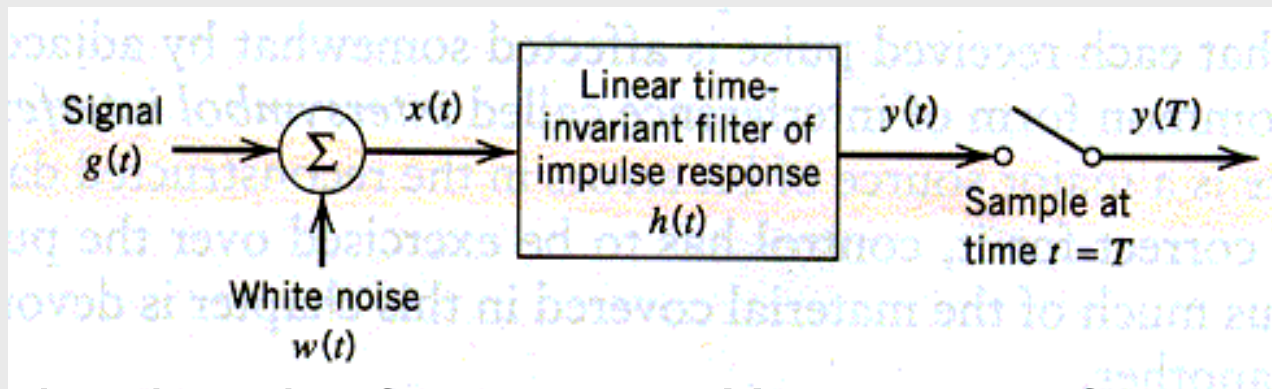 Signal
g(t)
Σ
x(t)
White noise
w(t)
Linear time-
invariant filter of
impulse response
h(t)
y(t)
y(T)
Sample at
time t = T